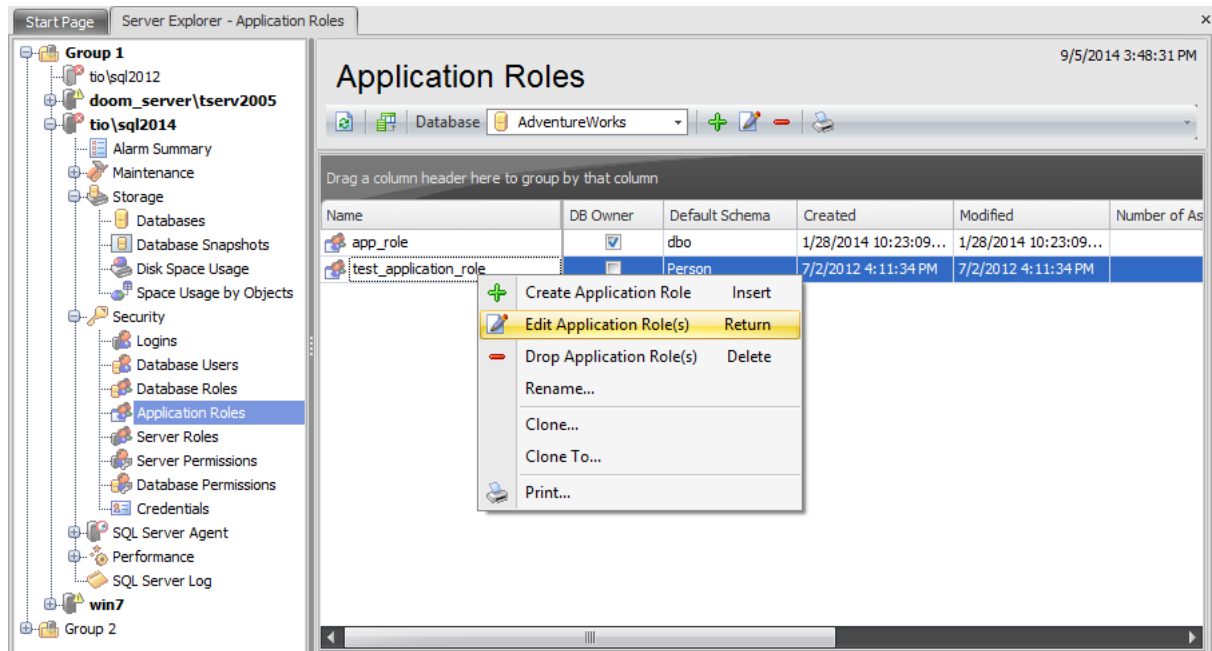 Start Page
Server Explorer - Application Roles
Group 1
tio\sql2012
doom_server\tserv2005
tio\sql2014
Alarm Summary
Maintenance
Storage
Databases
Database Snapshots
Disk Space Usage
Space Usage by Objects
Security
Logins
Database Users
Database Roles
Application Roles
Server Roles
Server Permissions
Database Permissions
Credentials
SQL Server Agent
Performance
SQL Server Log
win7
Group 2
9/5/2014 3:48:31 PM
Application Roles
Database AdventureWorks
Drag a column header here to group by that column
Name DB Owner Default Schema Created Modified Number of As
app_role dbo 1/28/2014 10:23:09... 1/28/2014 10:23:09...
test_application_role Person 7/2/2012 4:11:34 PM 7/2/2012 4:11:34 PM
Create Application Role Insert
Edit Application Role(s) Return
Drop Application Role(s) Delete
Rename...
Clone...
Clone To...
Print...